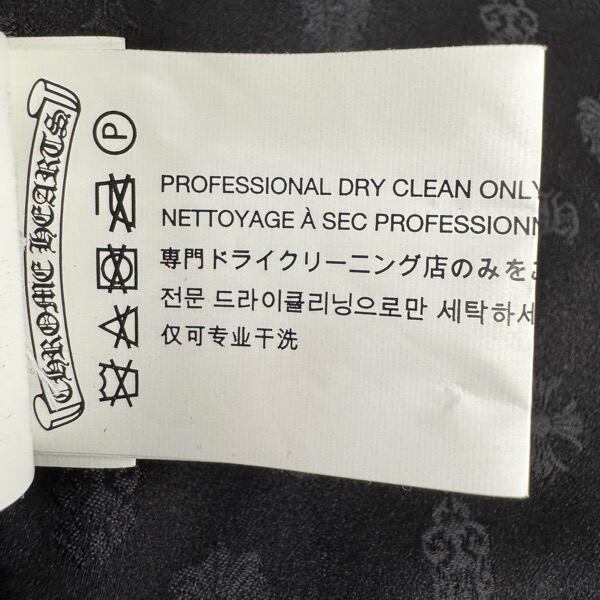 CHROME HEARTS
P
PROFESSIONAL DRY CLEAN ONLY
NETTOYAGE À SEC PROFESSIONN
専門ドライクリーニング店のみをご
전문 드라이클리닝으로만 세탁하세
仅可专业干洗